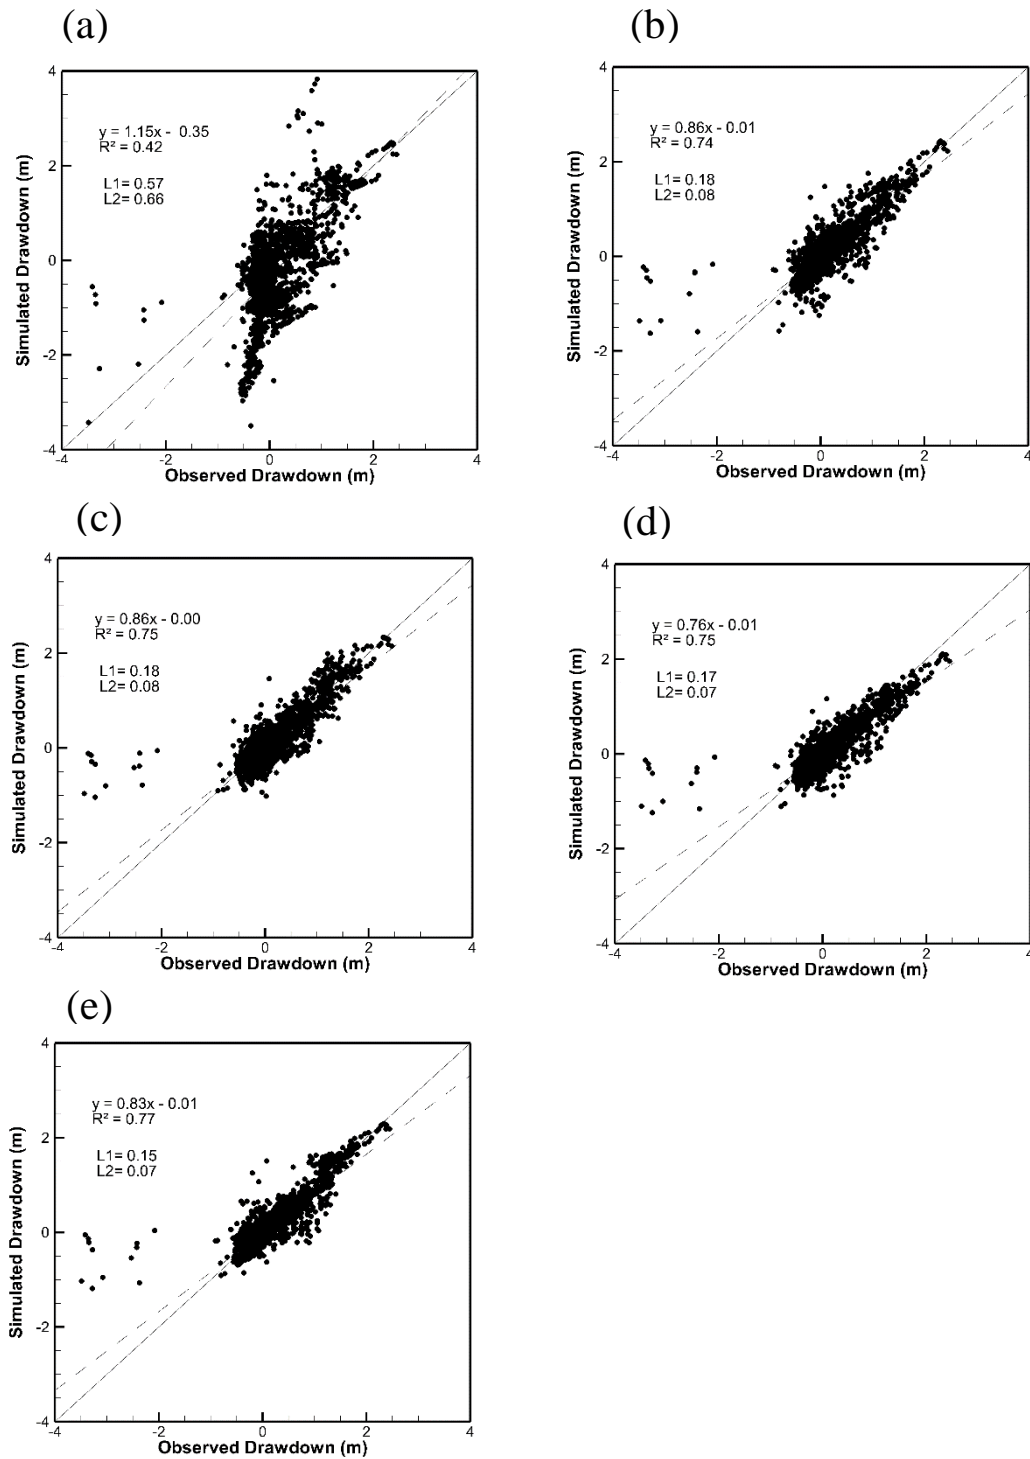 (a)
4
2
0
-2
-4
Simulated Drawdown (m)
y = 1.15x - 0.35
R² = 0.42
L1= 0.57
L2= 0.66
-4
-2
0
2
4
Observed Drawdown (m)
(b)
4
2
0
-2
-4
Simulated Drawdown (m)
y = 0.86x - 0.01
R² = 0.74
L1= 0.18
L2= 0.08
-4
-2
0
2
4
Observed Drawdown (m)
(c)
4
2
0
-2
-4
Simulated Drawdown (m)
y = 0.86x - 0.00
R² = 0.75
L1= 0.18
L2= 0.08
-4
-2
0
2
4
Observed Drawdown (m)
(d)
4
2
0
-2
-4
Simulated Drawdown (m)
y = 0.76x - 0.01
R² = 0.75
L1= 0.17
L2= 0.07
-4
-2
0
2
4
Observed Drawdown (m)
(e)
4
2
0
-2
-4
Simulated Drawdown (m)
y = 0.83x - 0.01
R² = 0.77
L1= 0.15
L2= 0.07
-4
-2
0
2
4
Observed Drawdown (m)